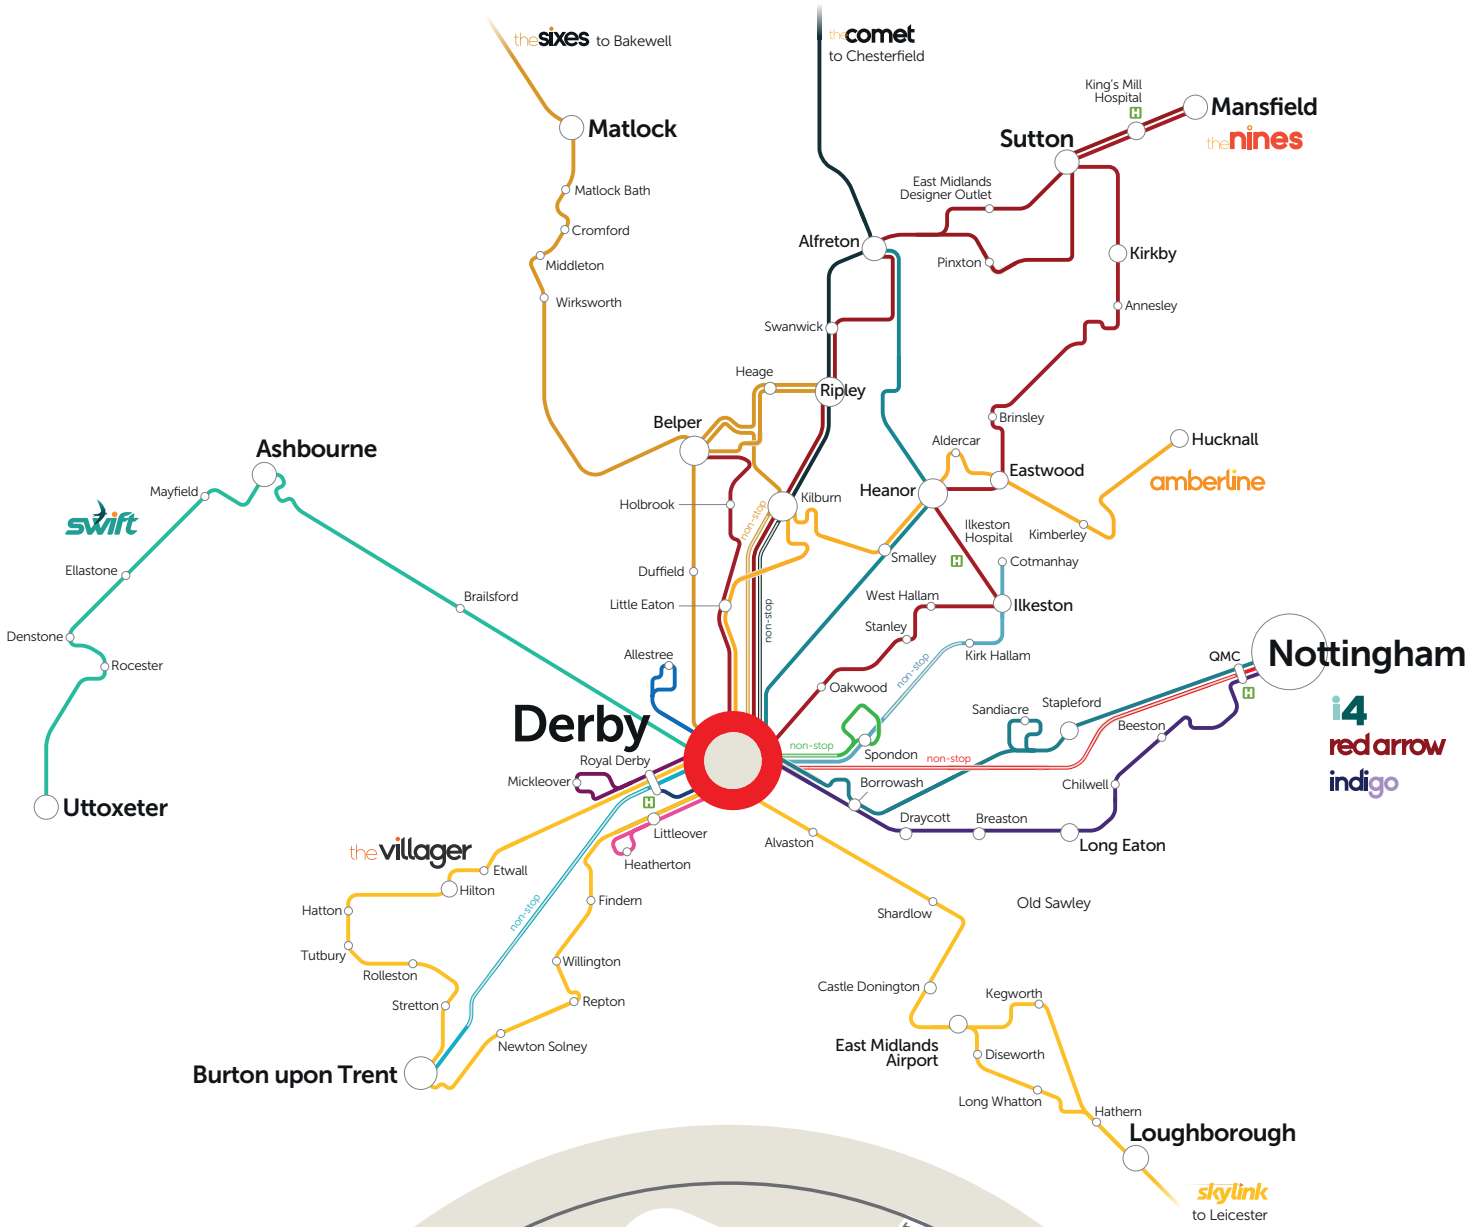 thesixes to Bakewell
thecomet
to Chesterfield
King's Mill
Hospital
H
Mansfield
thenines
Matlock
Sutton
East Midlands
Designer Outlet
Matlock Bath
Cromford
Alfreton
Middleton
Pinxton
Kirkby
Wirksworth
Annesley
Swanwick
Heage
Ripley
Belper
Brinsley
Aldercar
Hucknall
Ashbourne
Eastwood
amberline
Mayfield
Heanor
Holbrook
Kilburn
non-stop
swift
Ilkeston
Hospital
H
Kimberley
Smalley
Cotmanhay
Ellastone
Duffield
Brailsford
Little Eaton
non-stop
West Hallam
Ilkeston
Denstone
Stanley
Rocester
Allestree
Kirk Hallam
non-stop
QMC
Nottingham
H
Oakwood
i4
Derby
Sandiacre
Stapleford
Beeston
red arrow
non-stop
Spondon
non-stop
indigo
Royal Derby
Mickleover
H
Borrowash
Chilwell
Uttoxeter
Draycott
Breaston
Long Eaton
Littleover
Alvaston
thevillager
Heatherton
Etwall
Hilton
non-stop
Findern
Hatton
Shardlow
Old Sawley
Tutbury
Rolleston
Willington
Castle Donington
Kegworth
Stretton
Repton
East Midlands
Airport
Newton Solney
Diseworth
Burton upon Trent
Long Whatton
Hathern
Loughborough
skylink
to Leicester